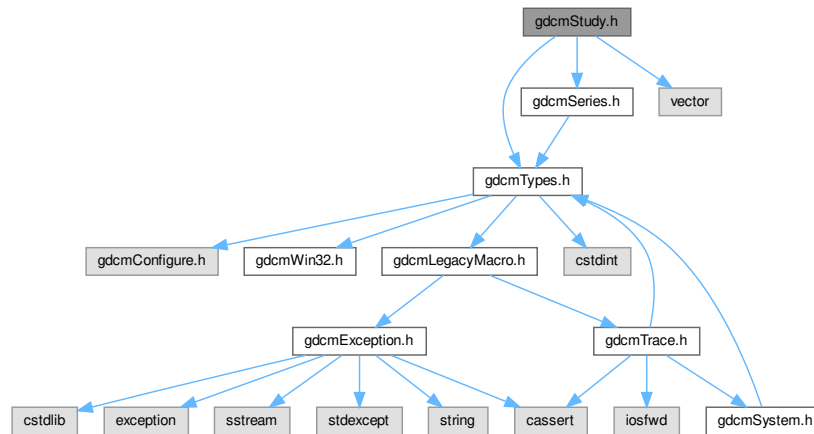 gdcmStudy.h
gdcmSeries.h
vector
gdcmTypes.h
gdcmConfigure.h
gdcmWin32.h
gdcmLegacyMacro.h
cstdint
gdcmException.h
gdcmTrace.h
cstdlib
exception
sstream
stdexcept
string
cassert
iosfwd
gdcmSystem.h